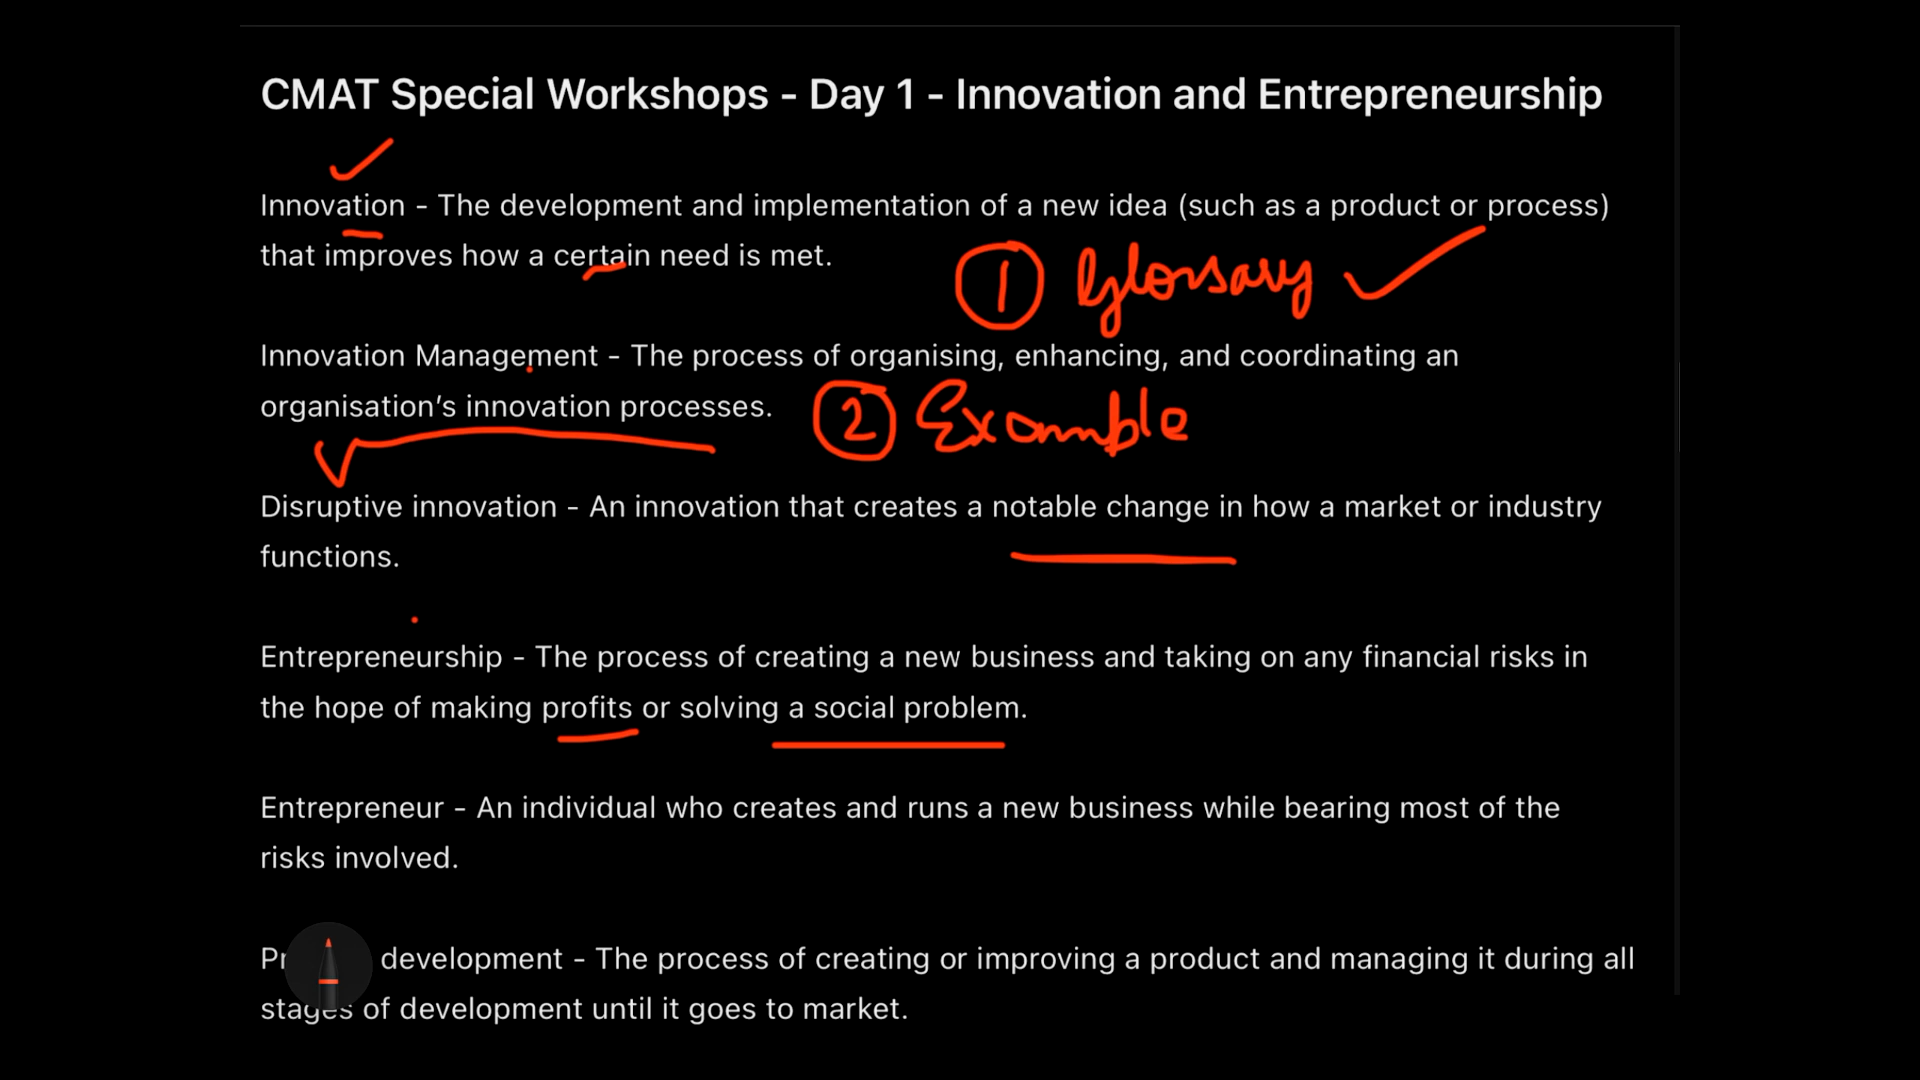 CMAT Special Workshops - Day 1 - Innovation and Entrepreneurship
Innovation - The development and implementation of a new idea (such as a product or process)
that improves how a certain need is met.
1 Glossary
Innovation Management - The process of organising, enhancing, and coordinating an
organisation's innovation processes.
2 Example
Disruptive innovation - An innovation that creates a notable change in how a market or industry
functions.
Entrepreneurship - The process of creating a new business and taking on any financial risks in
the hope of making profits or solving a social problem.
Entrepreneur - An individual who creates and runs a new business while bearing most of the
risks involved.
development - The process of creating or improving a product and managing it during all
stages of development until it goes to market.